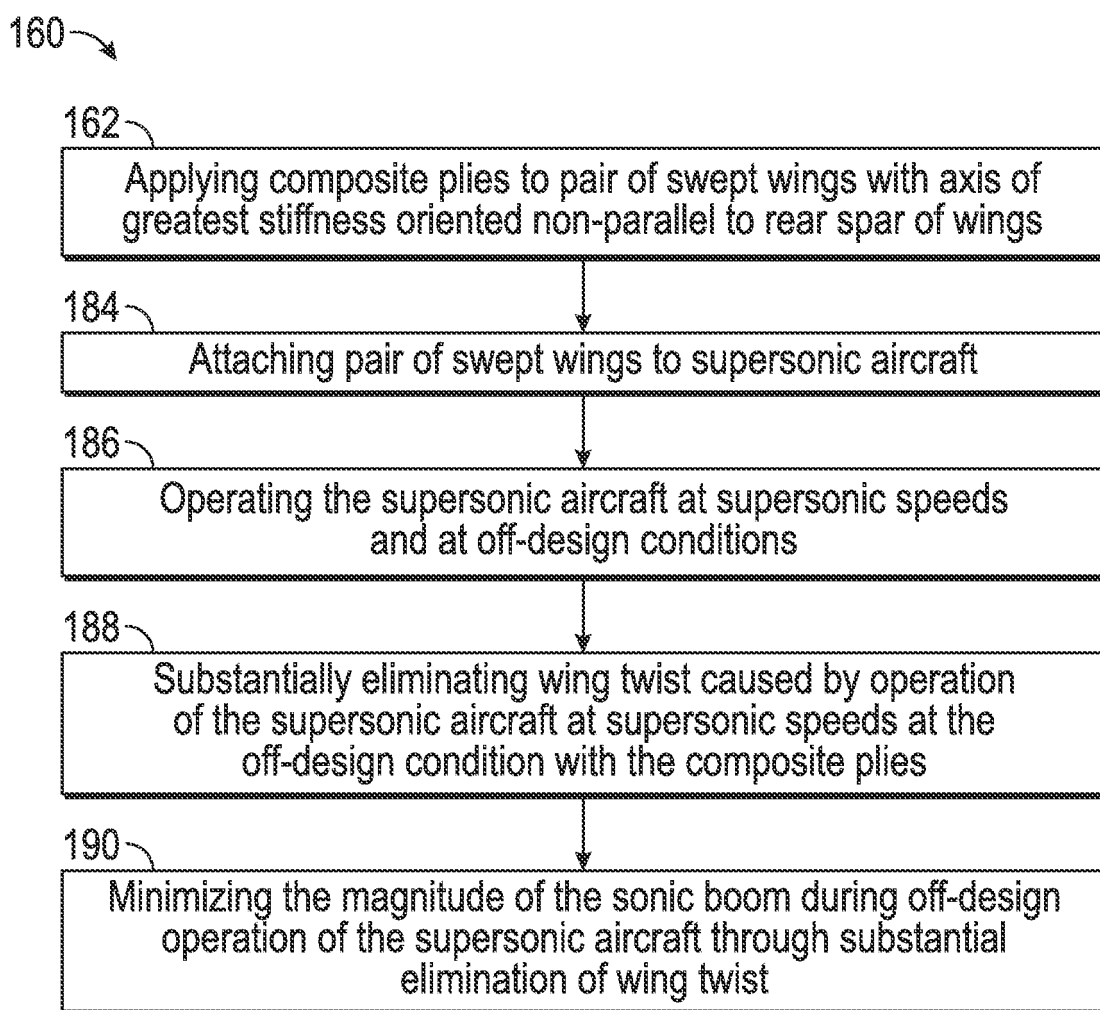 160
162
Applying composite plies to pair of swept wings with axis of
greatest stiffness oriented non-parallel to rear spar of wings
184
Attaching pair of swept wings to supersonic aircraft
186
Operating the supersonic aircraft at supersonic speeds
and at off-design conditions
188
Substantially eliminating wing twist caused by operation
of the supersonic aircraft at supersonic speeds at the
off-design condition with the composite plies
190
Minimizing the magnitude of the sonic boom during off-design
operation of the supersonic aircraft through substantial
elimination of wing twist